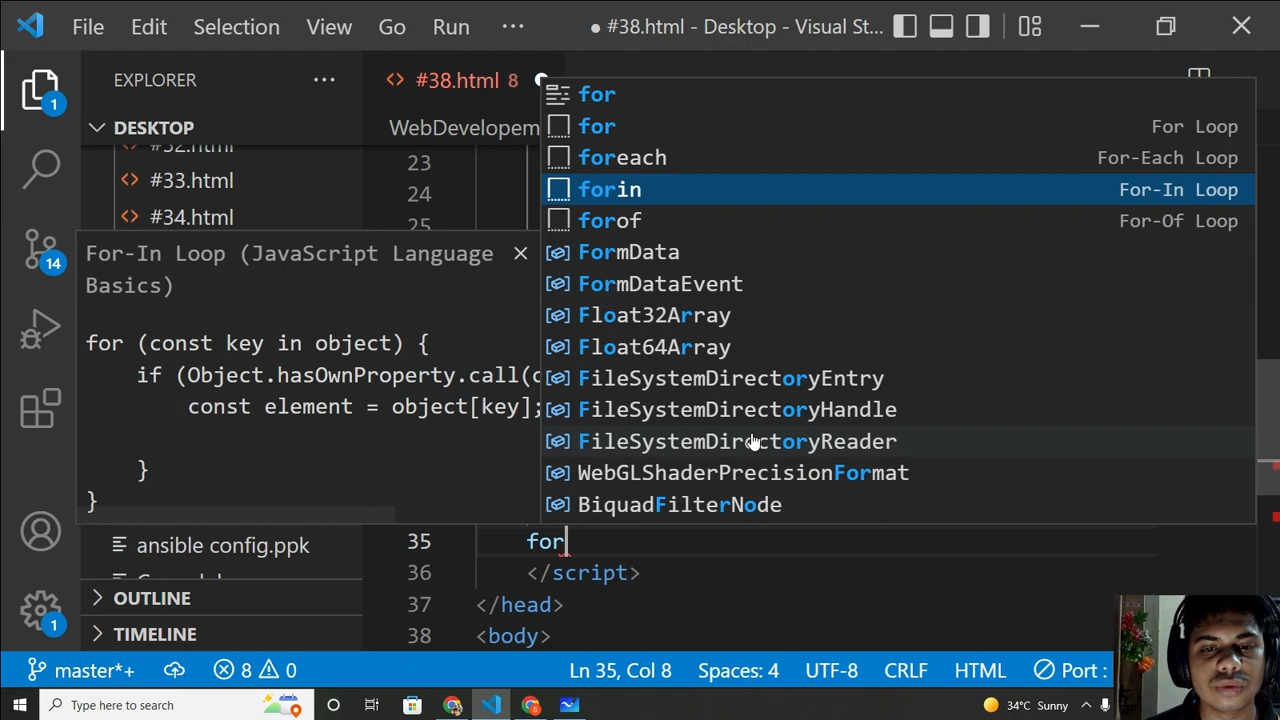 File Edit Selection View Go Run ··· ● #38.html - Desktop - Visual St...
EXPLORER ···
<> #38.html 8
DESKTOP
WebDevelopem
#33.html
#34.html
1
14
1
23
24
25
for
for For Loop
foreach For-Each Loop
forin For-In Loop
forof For-Of Loop
FormData
FormDataEvent
Float32Array
Float64Array
FileSystemDirectoryEntry
FileSystemDirectoryHandle
FileSystemDirectoryReader
WebGLShaderPrecisionFormat
BiquadFilterNode
For-In Loop (JavaScript Language
Basics)
for (const key in object) {
if (Object.hasOwnProperty.call(
const element = object[key];
}
}
ansible config.ppk
OUTLINE
TIMELINE
35 for
36 </script>
37 </head>
38 <body>
master*+ 8 0 Ln 35, Col 8 Spaces: 4 UTF-8 CRLF HTML Port :
Type here to search 34°C Sunny